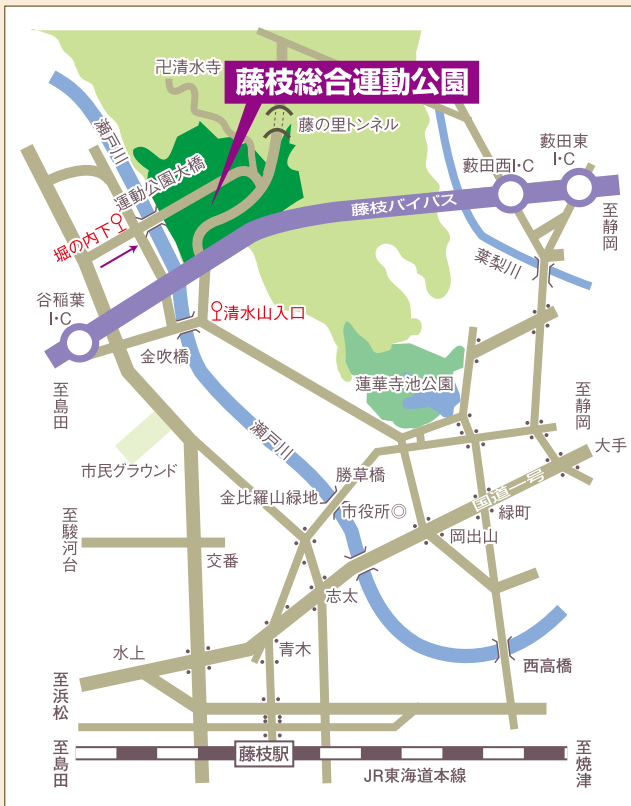 卍清水寺
藤枝総合運動公園
藤の里トンネル
瀬戸川
運動公園大橋
堀の内下
藪田西I・C
藪田東
I・C
藤枝バイパス
至静岡
葉梨川
谷稲葉
I・C
清水山入口
金吹橋
至島田
蓮華寺池公園
至静岡
大手
瀬戸川
市民グラウンド
勝草橋
金比羅山緑地
市役所◎
国道一号
緑町
岡出山
至駿河台
交番
志太
水上
青木
西高橋
至浜松
至島田
藤枝駅
JR東海道本線
至焼津